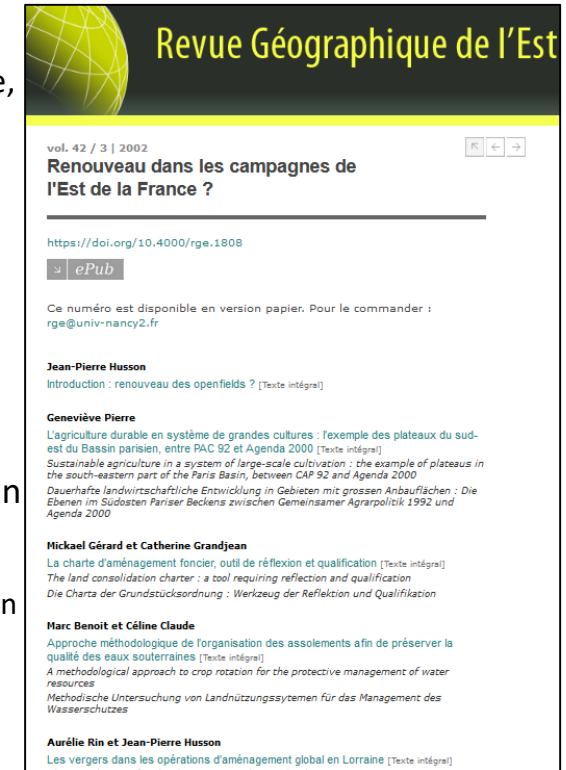 Revue Géographique de l'Est
e,
vol. 42 / 3 | 2002
Renouveau dans les campagnes de
l'Est de la France ?
https://doi.org/10.4000/rge.1808
ePub
Ce numéro est disponible en version papier. Pour le commander :
rge@univ-nancy2.fr
Jean-Pierre Husson
Introduction : renouveau des openfields ? [Texte intégral]
Geneviève Pierre
L'agriculture durable en système de grandes cultures : l'exemple des plateaux du sud-
est du Bassin parisien, entre PAC 92 et Agenda 2000 [Texte intégral]
Sustainable agriculture in a system of large-scale cultivation : the example of plateaus in
the south-eastern part of the Paris Basin, between CAP 92 and Agenda 2000
Dauerhafte landwirtschaftliche Entwicklung in Gebieten mit grossen Anbauflächen : Die
n
Ebenen im Südosten Pariser Beckens zwischen Gemeinsamer Agrarpolitik 1992 und
Agenda 2000
Mickael Gérard et Catherine Grandjean
La charte d'aménagement foncier, outil de réflexion et qualification [Texte intégral]
The land consolidation charter : a tool requiring reflection and qualification
Die Charta der Grundstücksordnung : Werkzeug der Reflektion und Qualifikation
n
Marc Benoit et Céline Claude
Approche méthodologique de l'organisation des assolements afin de préserver la
qualité des eaux souterraines [Texte intégral]
A methodological approach to crop rotation for the protective management of water
resources
Methodische Untersuchung von Landnützungssytemen für das Management des
Wasserschutzes
Aurélie Rin et Jean-Pierre Husson
Les vergers dans les opérations d'aménagement global en Lorraine [Texte intégral]